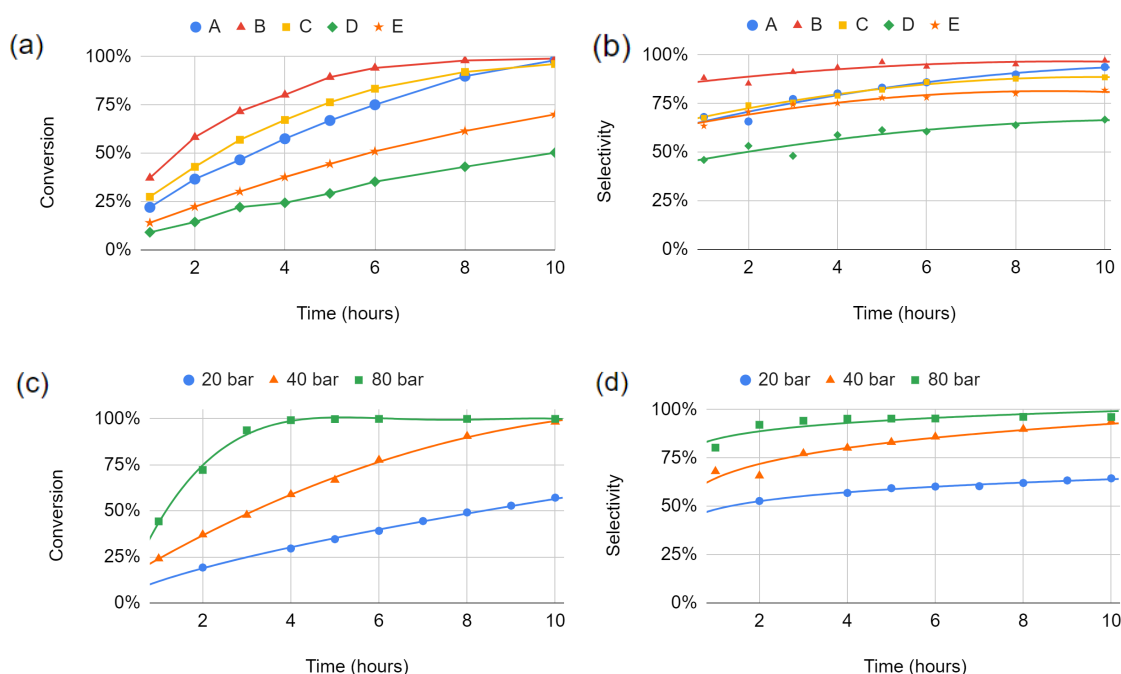 A B C D E
(a)
100%
75%
50%
25%
0%
Conversion
2 4 6 8 10
Time (hours)
A B C D E
(b)
100%
75%
50%
25%
0%
Selectivity
2 4 6 8 10
Time (hours)
20 bar 40 bar 80 bar
(c)
100%
75%
50%
25%
0%
Conversion
2 4 6 8 10
Time (hours)
20 bar 40 bar 80 bar
(d)
100%
75%
50%
25%
0%
Selectivity
2 4 6 8 10
Time (hours)